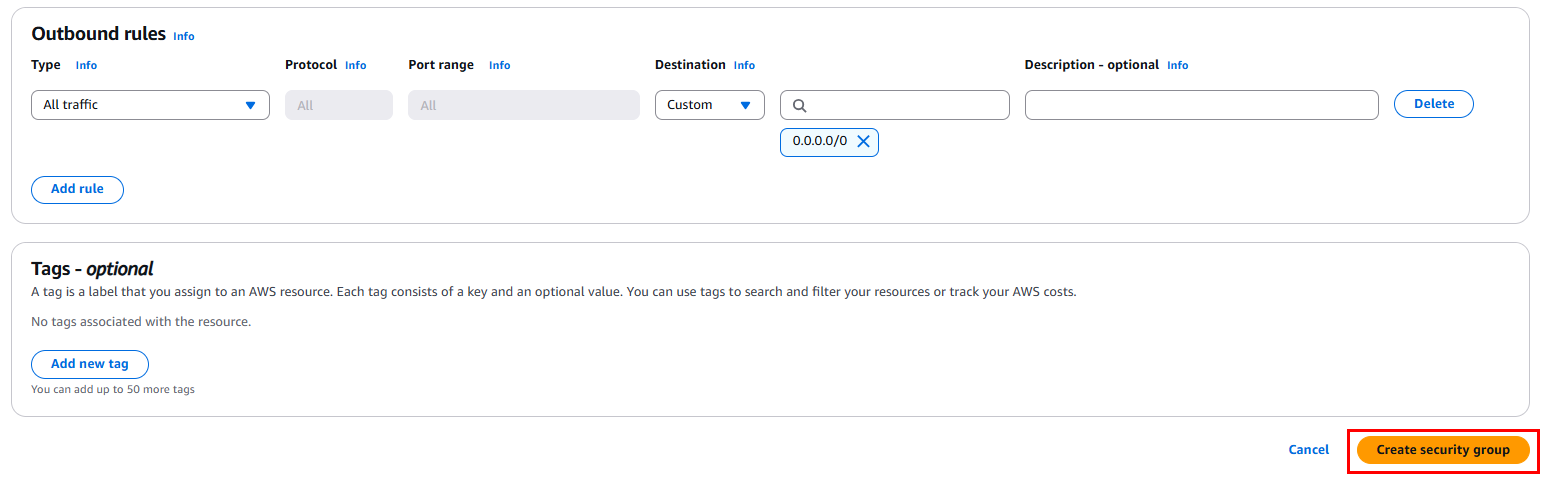 Outbound rules Info
Type Info Protocol Info Port range Info Destination Info Description - optional Info
All traffic All All Custom Delete
0.0.0.0/0
Add rule
Tags - optional
A tag is a label that you assign to an AWS resource. Each tag consists of a key and an optional value. You can use tags to search and filter your resources or track your AWS costs.
No tags associated with the resource.
Add new tag
You can add up to 50 more tags
Cancel Create security group